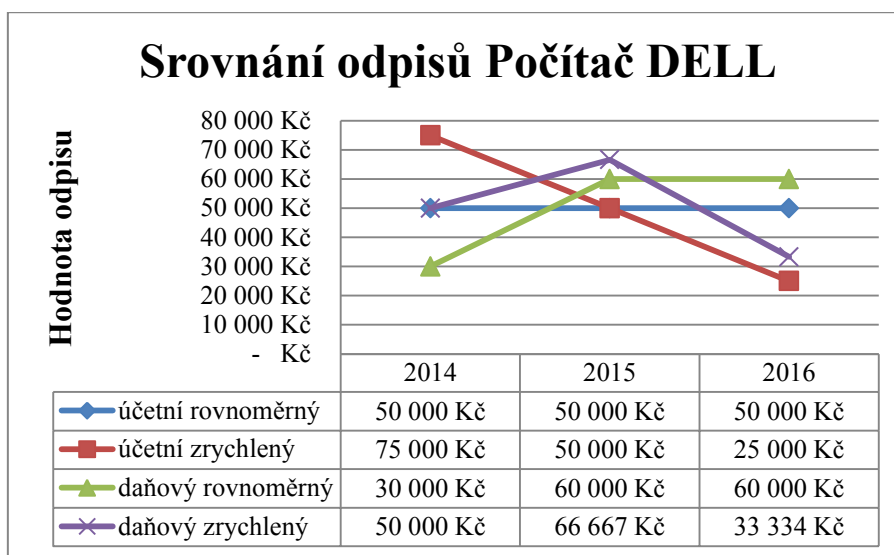 Srovnání odpisů Počítač DELL
Hodnota odpisu
80 000 Kč
70 000 Kč
60 000 Kč
50 000 Kč
40 000 Kč
30 000 Kč
20 000 Kč
10 000 Kč
- Kč
2014 2015 2016
účetní rovnoměrný 50 000 Kč 50 000 Kč 50 000 Kč
účetní zrychlený 75 000 Kč 50 000 Kč 25 000 Kč
daňový rovnoměrný 30 000 Kč 60 000 Kč 60 000 Kč
daňový zrychlený 50 000 Kč 66 667 Kč 33 334 Kč